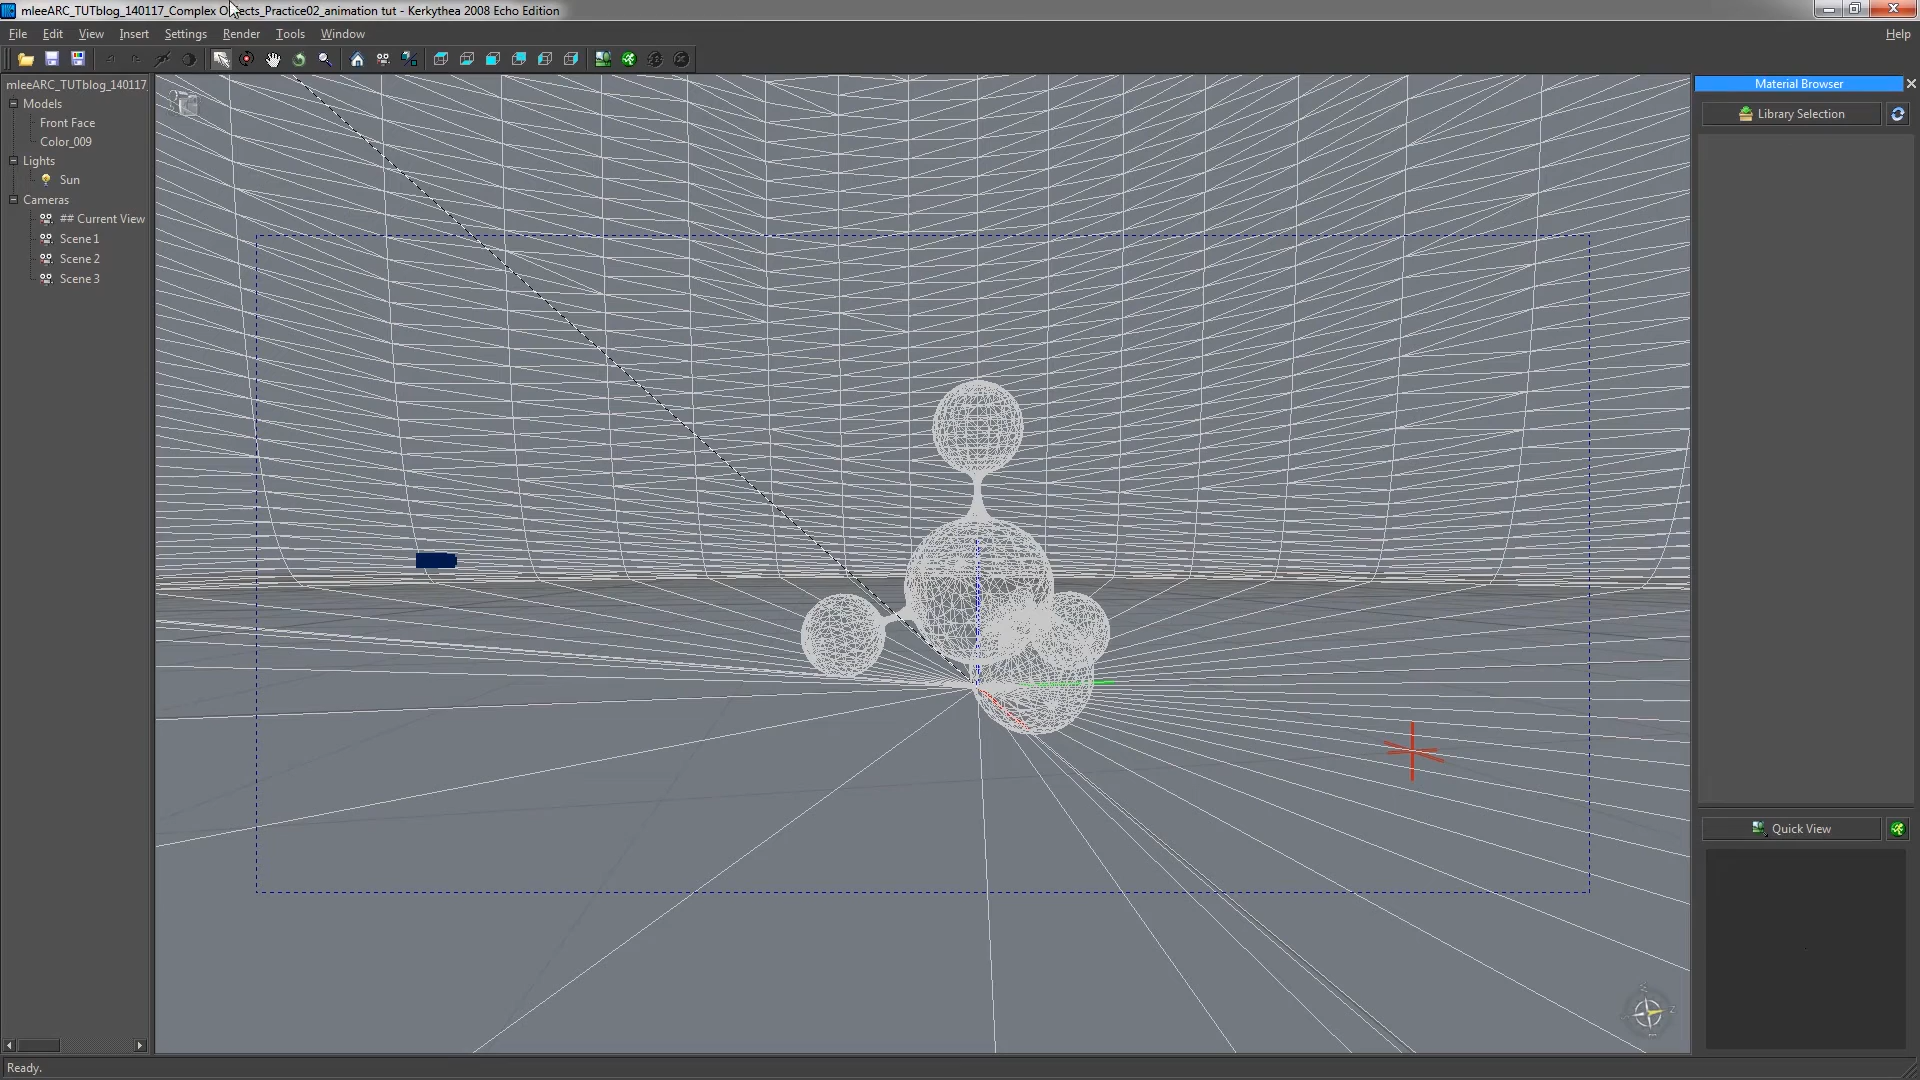 mleeARC_TUTblog_140117_Complex Objects_Practice02_animation tut - Kerkythea 2008 Echo Edition
File Edit View Insert Settings Render Tools Window Help
mleeARC_TUTblog_140117_
Models
Front Face
Color_009
Lights
Sun
Cameras
## Current View
Scene 1
Scene 2
Scene 3
Material Browser
Library Selection
Quick View
Ready.